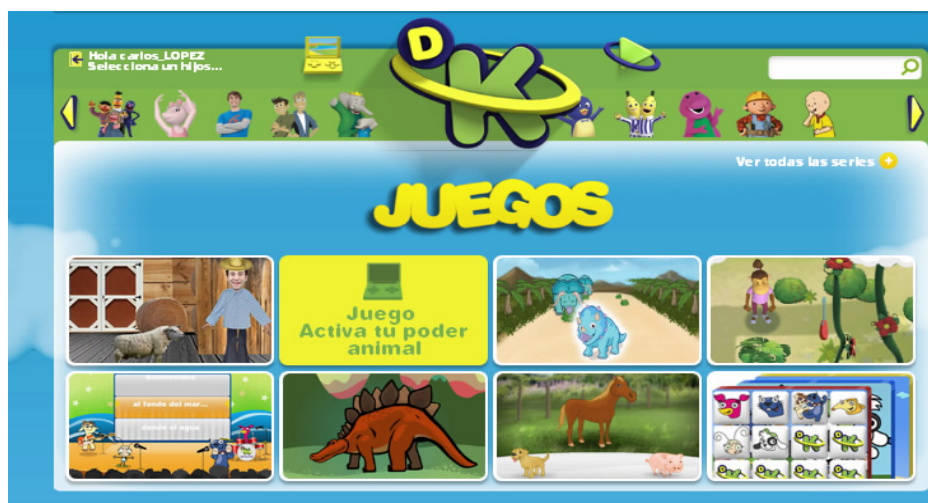 Hola carlos_LOPEZ
Selecciona un hijos...
DK
Ver todas las series
JUEGOS
Juego
Activa tu poder
animal
al fondo del mar...